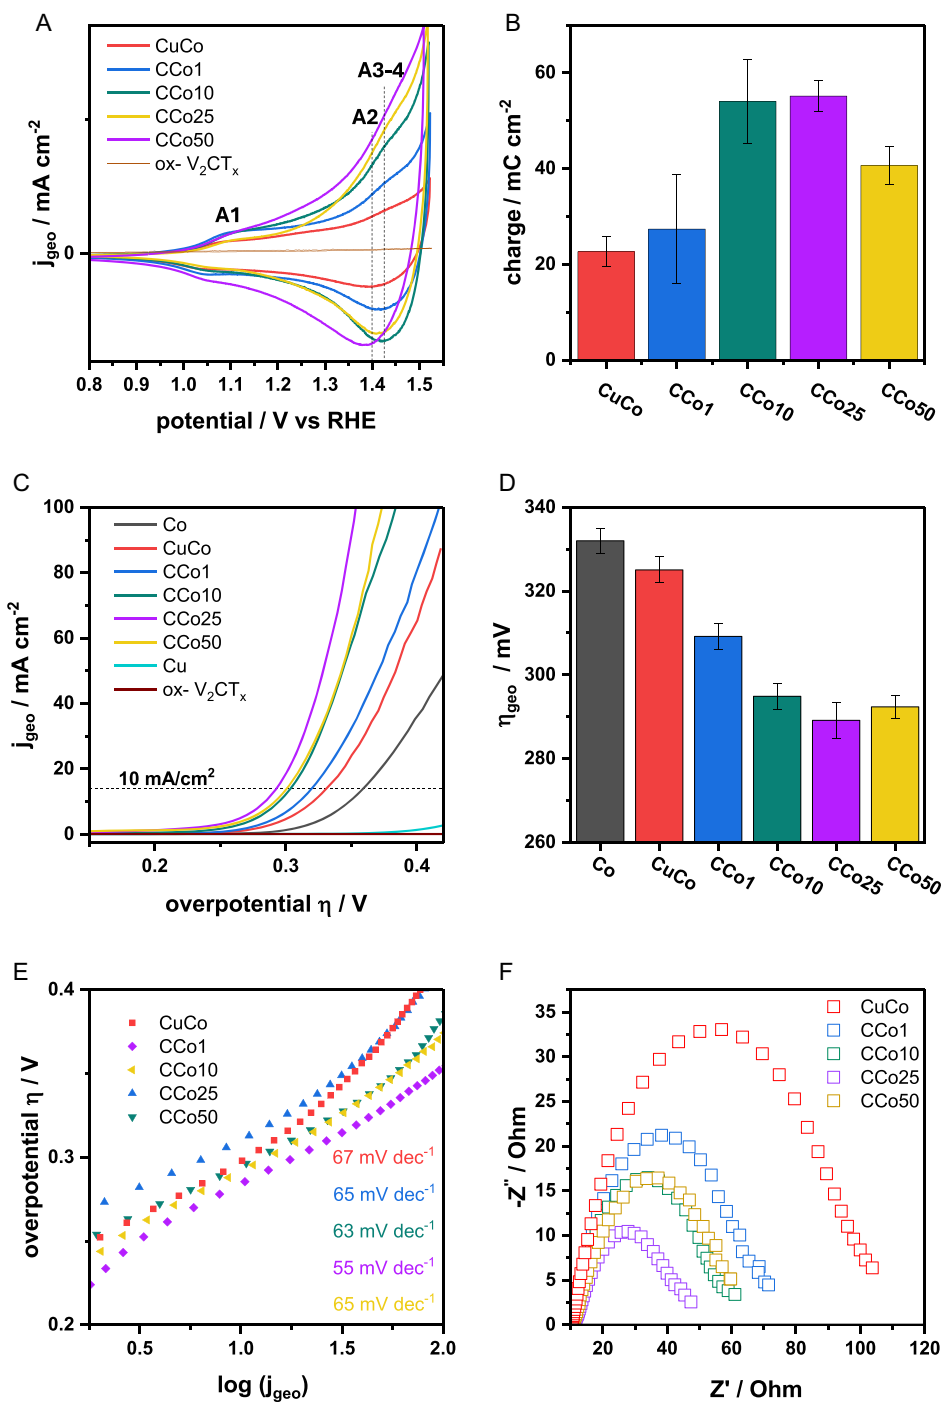 A
CuCo
CCo1
CCo10
CCo25
CCo50
ox- V₂CTₓ
A1
A2
A3-4
j_geo / mA cm⁻²
0
0.8 0.9 1.0 1.1 1.2 1.3 1.4 1.5
potential / V vs RHE
B
charge / mC cm⁻²
60
40
20
0
CuCo CCo1 CCo10 CCo25 CCo50
C
Co
CuCo
CCo1
CCo10
CCo25
CCo50
Cu
ox- V₂CTₓ
10 mA/cm²
j_geo / mA cm⁻²
100
80
60
40
20
0
0.2 0.3 0.4
overpotential η / V
D
η_geo / mV
340
320
300
280
260
Co CuCo CCo1 CCo10 CCo25 CCo50
E
CuCo
CCo1
CCo10
CCo25
CCo50
67 mV dec⁻¹
65 mV dec⁻¹
63 mV dec⁻¹
55 mV dec⁻¹
65 mV dec⁻¹
overpotential η / V
0.4
0.3
0.2
0.5 1.0 1.5 2.0
log (j_geo)
F
CuCo
CCo1
CCo10
CCo25
CCo50
-Z" / Ohm
35
30
25
20
15
10
5
0
20 40 60 80 100 120
Z' / Ohm